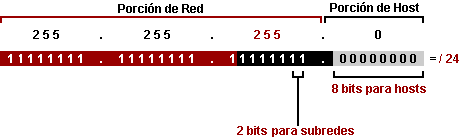 Porción de Red Porción de Host
255 . 255 . 255 . 0
11111111 . 11111111 . 11111111 . 00000000 = / 24
8 bits para hosts
2 bits para subredes